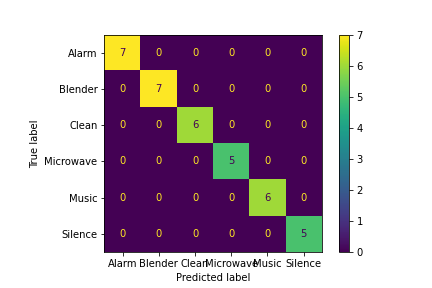 Alarm 7 0 0 0 0 0
Blender 0 7 0 0 0 0
Clean 0 0 6 0 0 0
Microwave 0 0 0 5 0 0
Music 0 0 0 0 6 0
Silence 0 0 0 0 0 5
Alarm Blender Clean Microwave Music Silence
Predicted label
True label
7
6
5
4
3
2
1
0